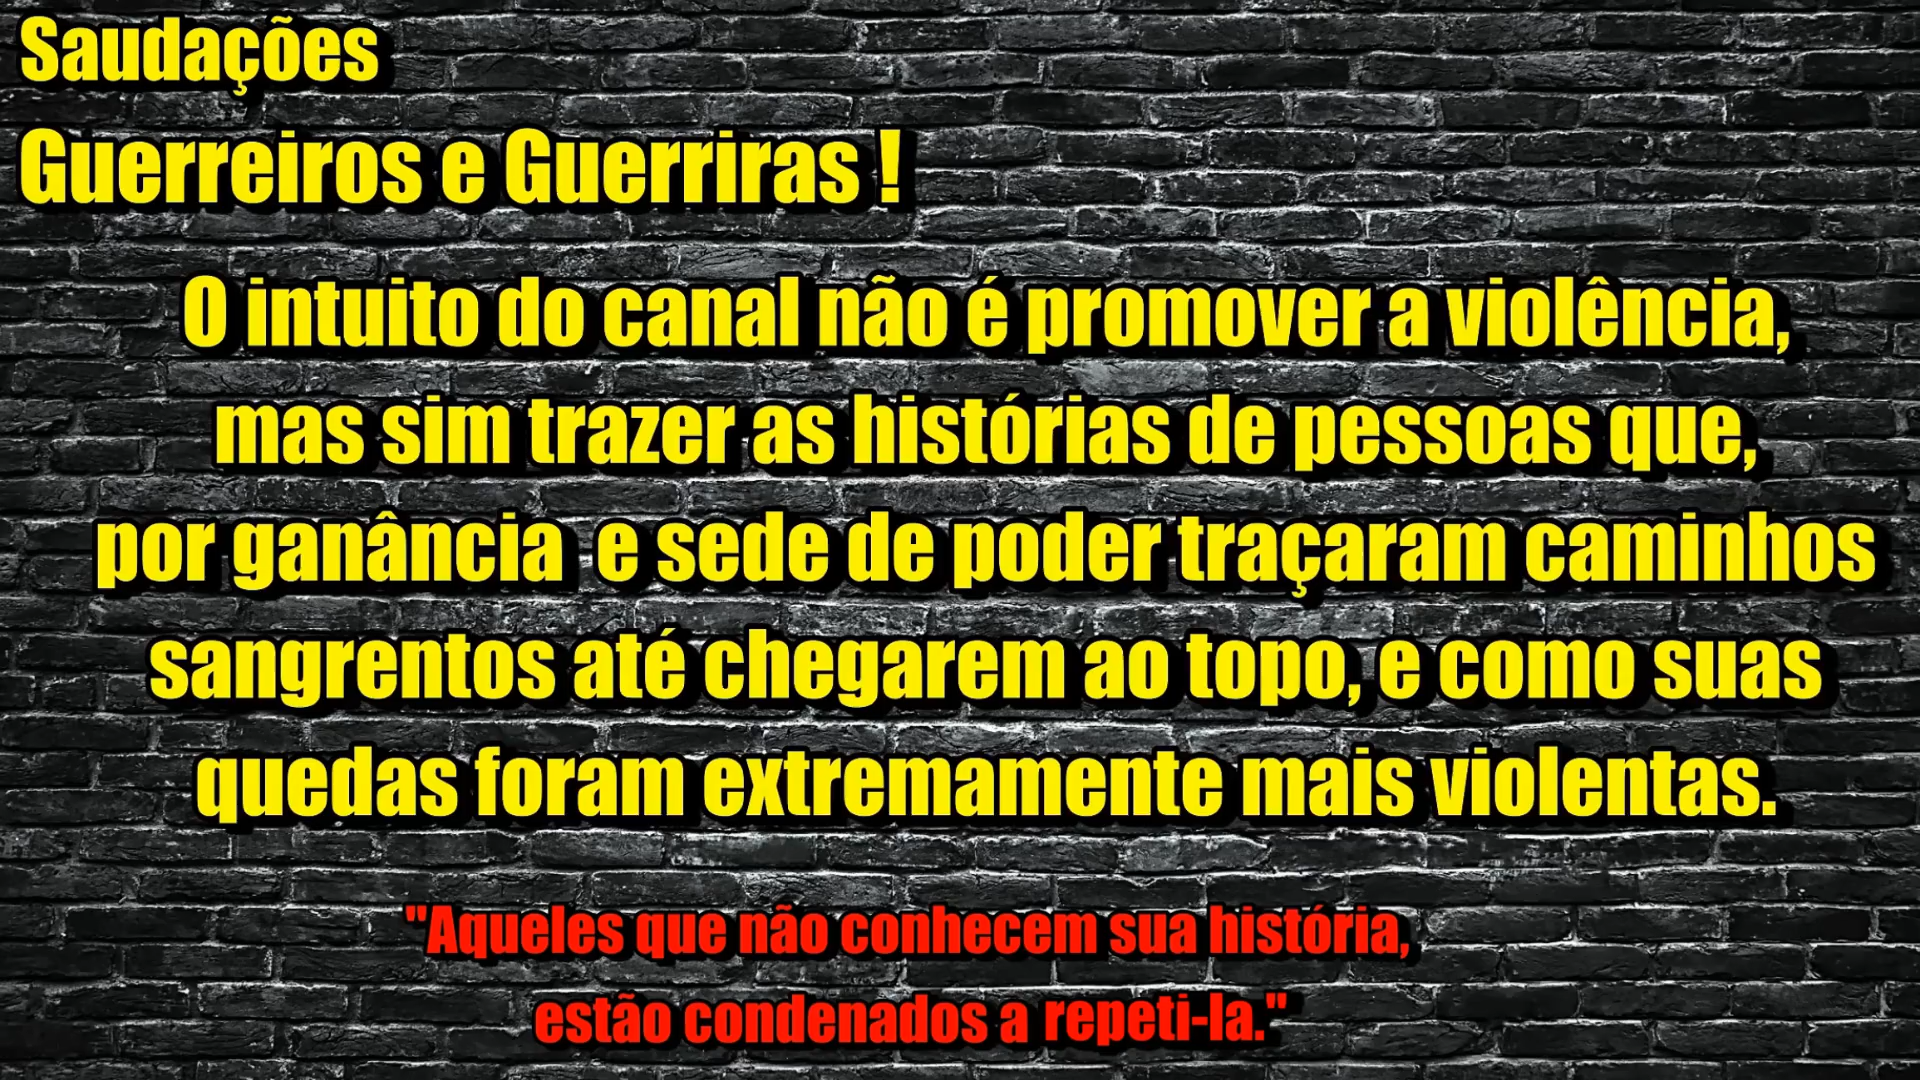 Saudações
Guerreiros e Guerriras !
O intuito do canal não é promover a violência,
mas sim trazer as histórias de pessoas que,
por ganância e sede de poder traçaram caminhos
sangrentos até chegarem ao topo, e como suas
quedas foram extremamente mais violentas.
"Aqueles que não conhecem sua história,
estão condenados a repeti-la."